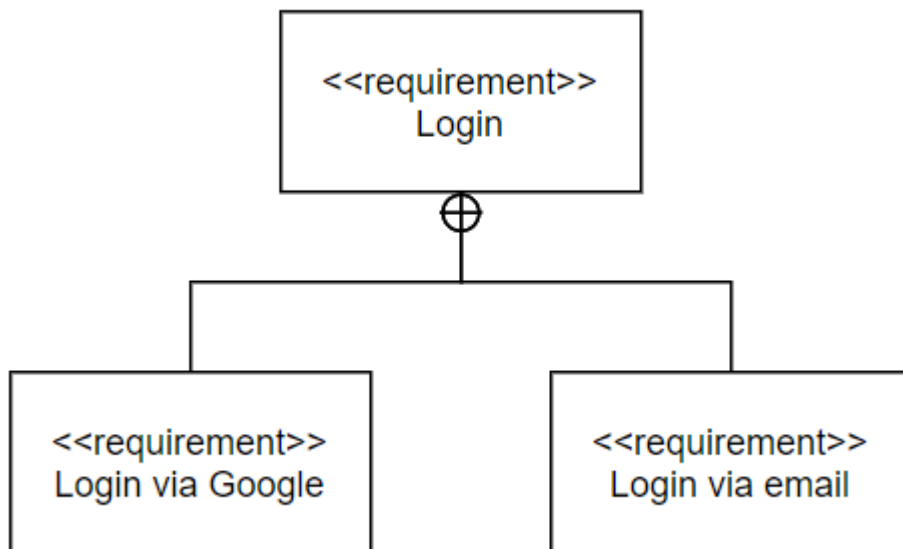 <<requirement>>
Login
<<requirement>>
Login via Google
<<requirement>>
Login via email